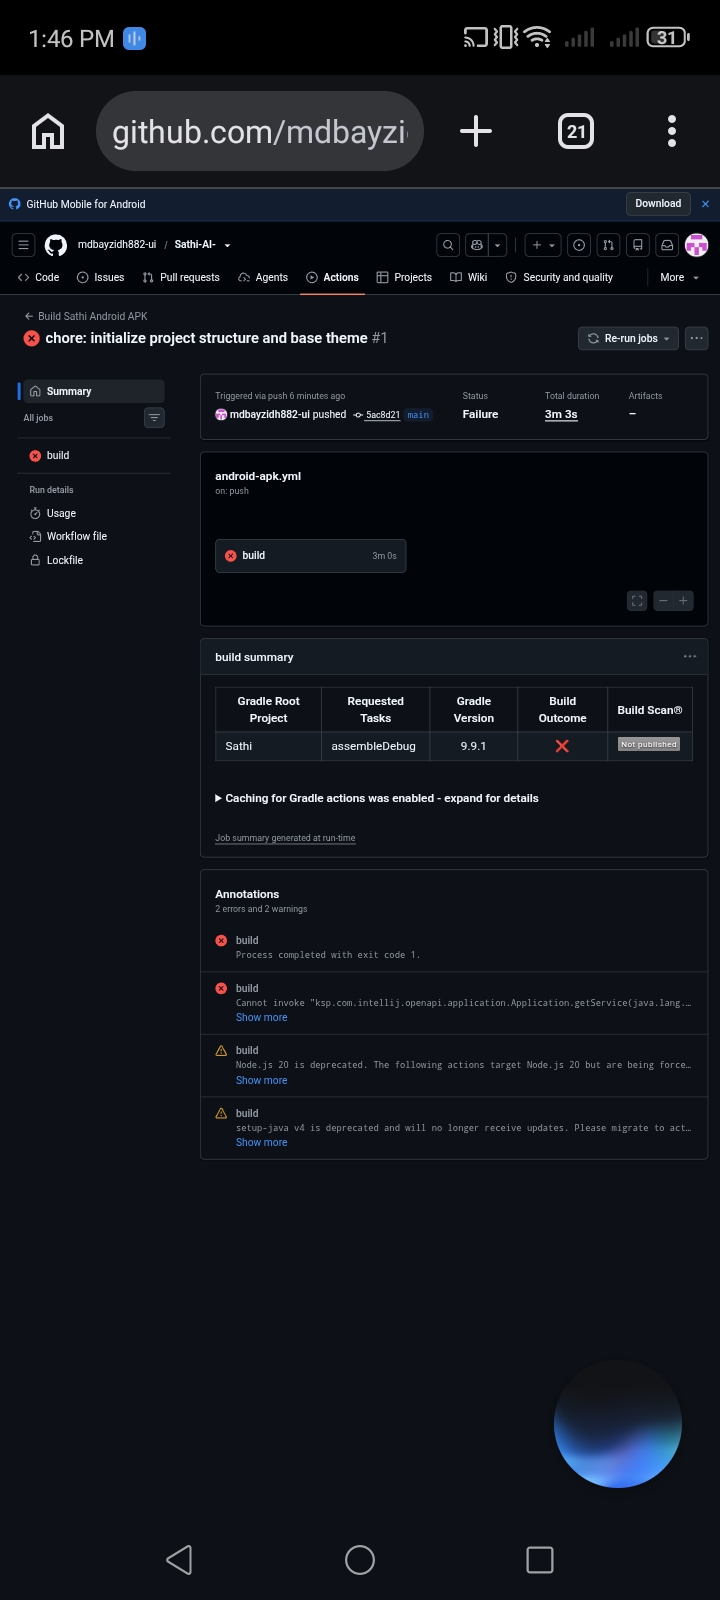 1:46 PM
31
github.com/mdbayzi
21
GitHub Mobile for Android
Download
mdbayzidh882-ui / Sathi-AI-
Code
Issues
Pull requests
Agents
Actions
Projects
Wiki
Security and quality
More
← Build Sathi Android APK
chore: initialize project structure and base theme #1
Re-run jobs
Summary
All jobs
build
Run details
Usage
Workflow file
Lockfile
Triggered via push 6 minutes ago
mdbayzidh882-ui pushed 5ac8d21 main
Status
Failure
Total duration
3m 3s
Artifacts
–
android-apk.yml
on: push
build
3m 0s
build summary
Gradle Root Project
Requested Tasks
Gradle Version
Build Outcome
Build Scan®
Sathi
assembleDebug
9.9.1
Not published
Caching for Gradle actions was enabled - expand for details
Job summary generated at run-time
Annotations
2 errors and 2 warnings
build
Process completed with exit code 1.
build
Cannot invoke "ksp.com.intellij.openapi.application.Application.getService(java.lang.…
Show more
build
Node.js 20 is deprecated. The following actions target Node.js 20 but are being force…
Show more
build
setup-java v4 is deprecated and will no longer receive updates. Please migrate to act…
Show more